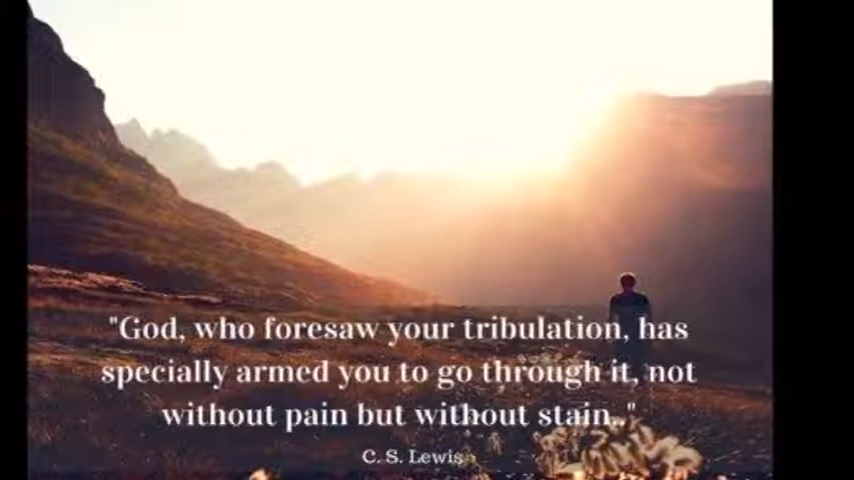 "God, who foresaw your tribulation, has
specially armed you to go through it, not
without pain but without stain.."
C. S. Lewis